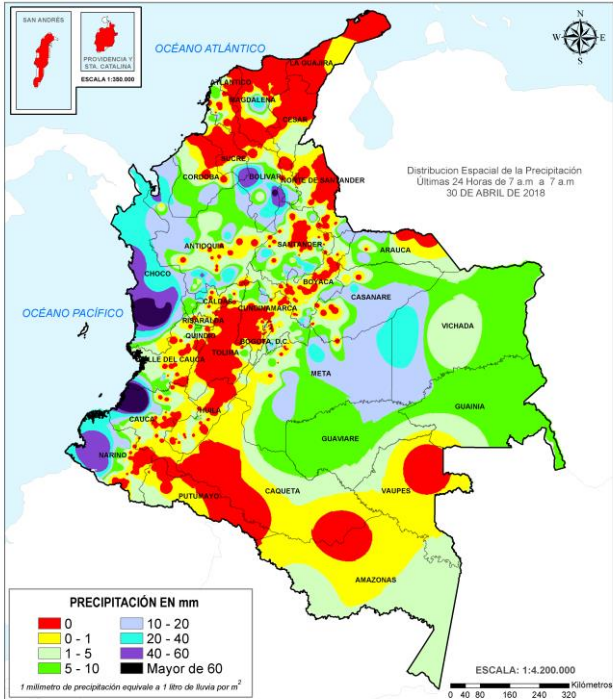 SAN ANDRÉS
PROVIDENCIA Y
STA. CATALINA
ESCALA 1:350.000
OCÉANO ATLÁNTICO
N
W
E
S
LA GUAJIRA
ATLANTICO
MAGDALENA
CESAR
Distribucion Espacial de la Precipitación
Últimas 24 Horas de 7 a.m a 7 a.m
30 DE ABRIL DE 2018
SUCRE
CORDOBA
BOLIVAR
NORTE DE SANTANDER
ANTIOQUIA
SANTANDER
ARAUCA
CHOCO
BOYACA
CASANARE
OCÉANO PACÍFICO
CALDAS
CUNDINAMARCA
RISARALDA
VICHADA
QUINDIO
BOGOTA, D.C.
TOLIMA
VALLE DEL CAUCA
META
GUAINIA
CAUCA
HUILA
GUAVIARE
NARIÑO
CAQUETA
VAUPES
PUTUMAYO
AMAZONAS
PRECIPITACIÓN EN mm
0
0 - 1
1 - 5
5 - 10
10 - 20
20 - 40
40 - 60
Mayor de 60
1 milimetro de precipitación equivale a 1 litro de lluvia por m²
ESCALA: 1:4.200.000
0 40 80 160 240 320 Kilómetros